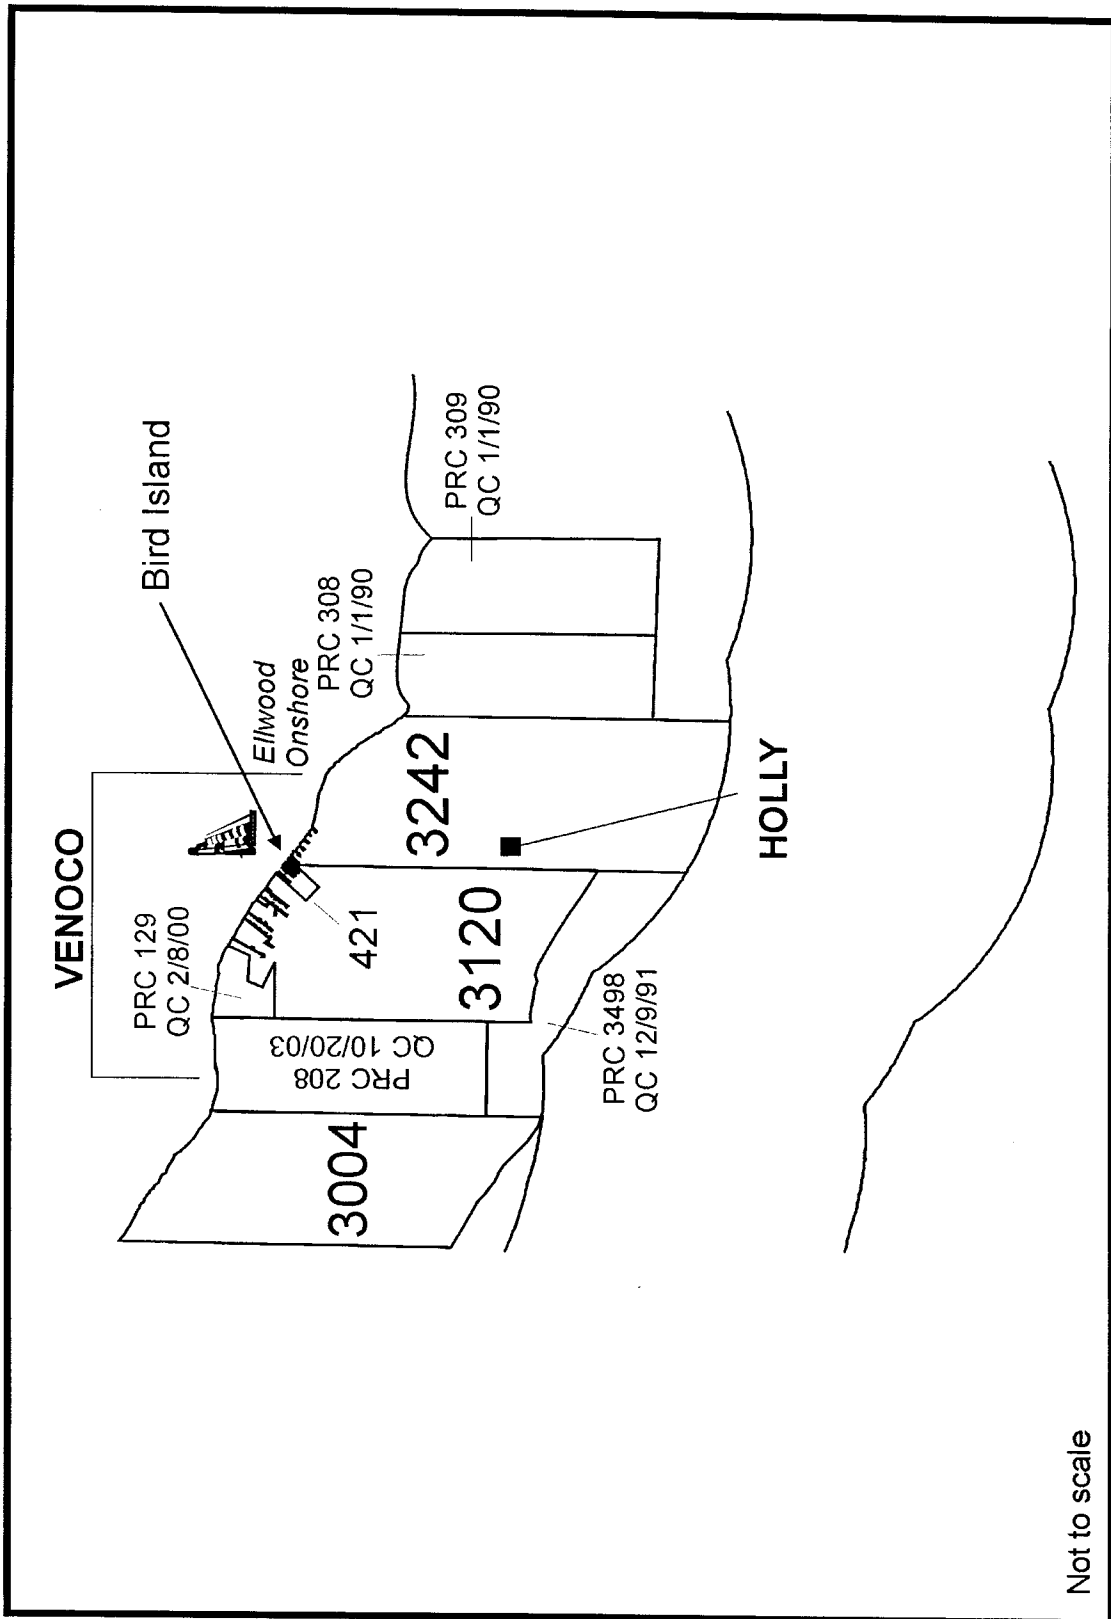 VENOCO
Bird Island
PRC 129
QC 2/8/00
Ellwood
Onshore
PRC 308
QC 1/1/90
PRC 309
QC 1/1/90
3004
PRC 208
QC 10/20/03
421
3120
3242
PRC 3498
QC 12/9/91
HOLLY
Not to scale